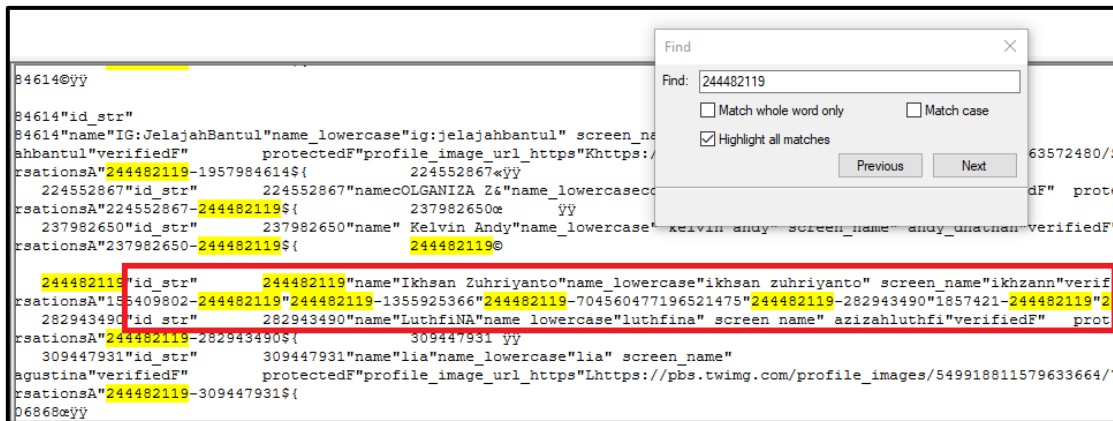 84614©ÿÿ
84614"id_str"
84614"name"IG:JelajahBantul"name_lowercase"ig:jelajahbantul" screen_na
ahbantul"verifiedF" protectedF"profile_image_url_https"Khttps:/ 63572480/
rsationsA"244482119-1957984614${ 224552867«ÿÿ
224552867"id_str" 224552867"namecOLGANIZA Z&"name_lowercasec dF" prote
rsationsA"224552867-244482119${ 237982650œ ÿÿ
237982650"id_str" 237982650"name" Kelvin Andy"name_lowercase" kelvin andy" screen_name" andy_dhathan"verifiedF"
rsationsA"237982650-244482119${ 244482119©
244482119"id_str" 244482119"name"Ikhsan Zuhriyanto"name_lowercase"ikhsan zuhriyanto" screen_name"ikhzann"verif
rsationsA"155409802-244482119"244482119-1355925366"244482119-704560477196521475"244482119-282943490"1857421-244482119"2
282943490"id_str" 282943490"name"LuthfiNA"name_lowercase"luthfina" screen_name" azizahluthfi"verifiedF" prot
rsationsA"244482119-282943490${ 309447931 ÿÿ
309447931"id_str" 309447931"name"lia"name_lowercase"lia" screen_name"
agustina"verifiedF" protectedF"profile_image_url_https"Lhttps://pbs.twimg.com/profile_images/549918811579633664/
rsationsA"244482119-309447931${
06868œÿÿ
Find
Find: 244482119
Match whole word only Match case
Highlight all matches
Previous Next